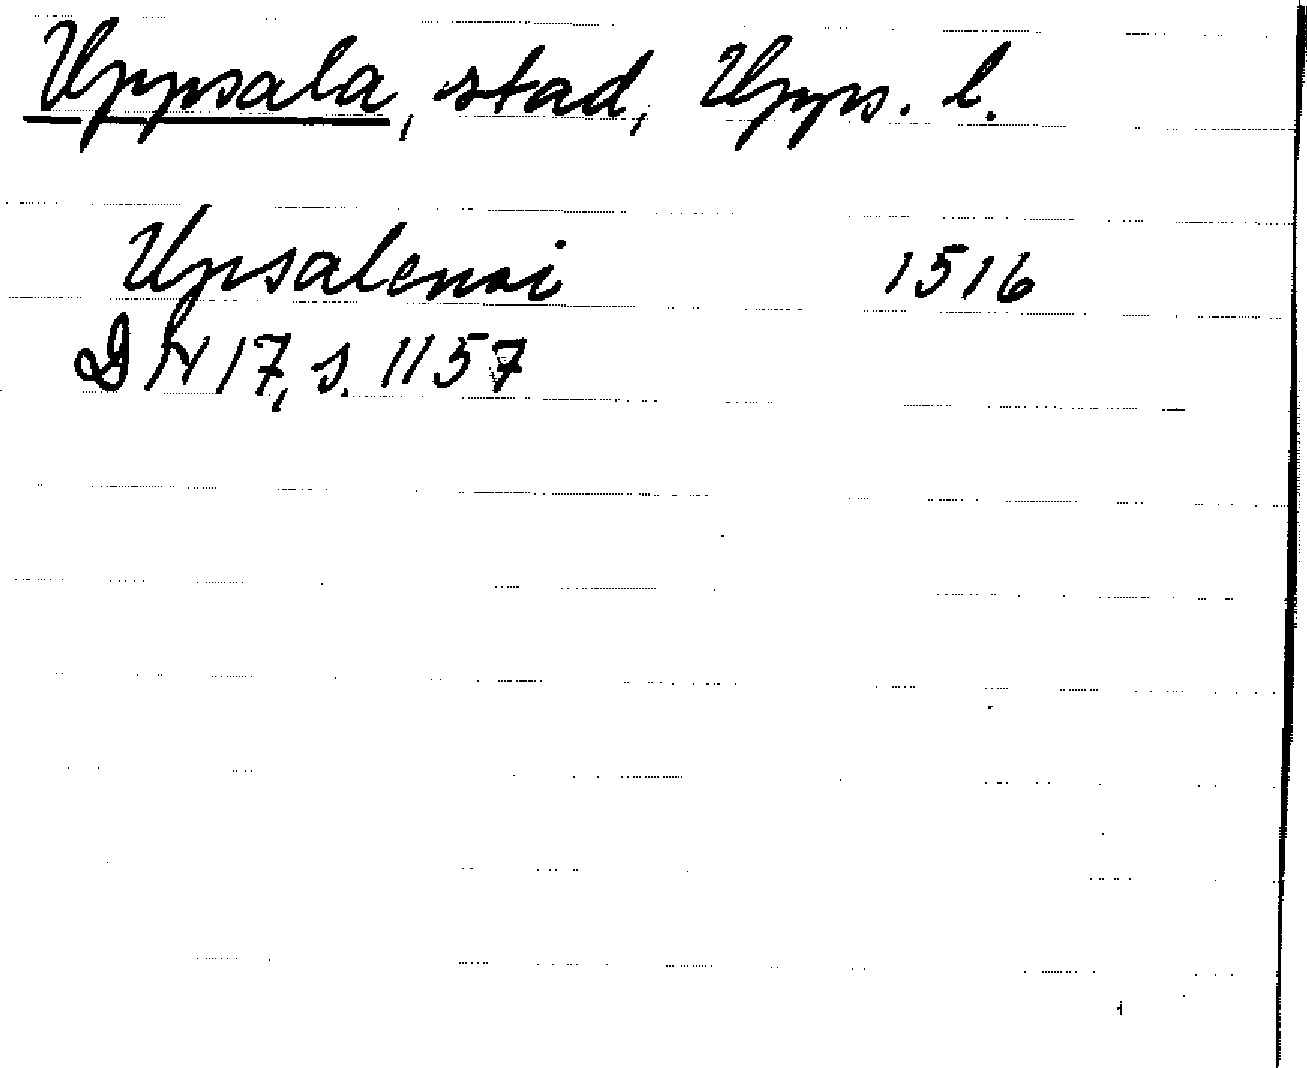 Uppsala, stad, Upps. l.
Upsalensi 1516
DN 17, s. 1157